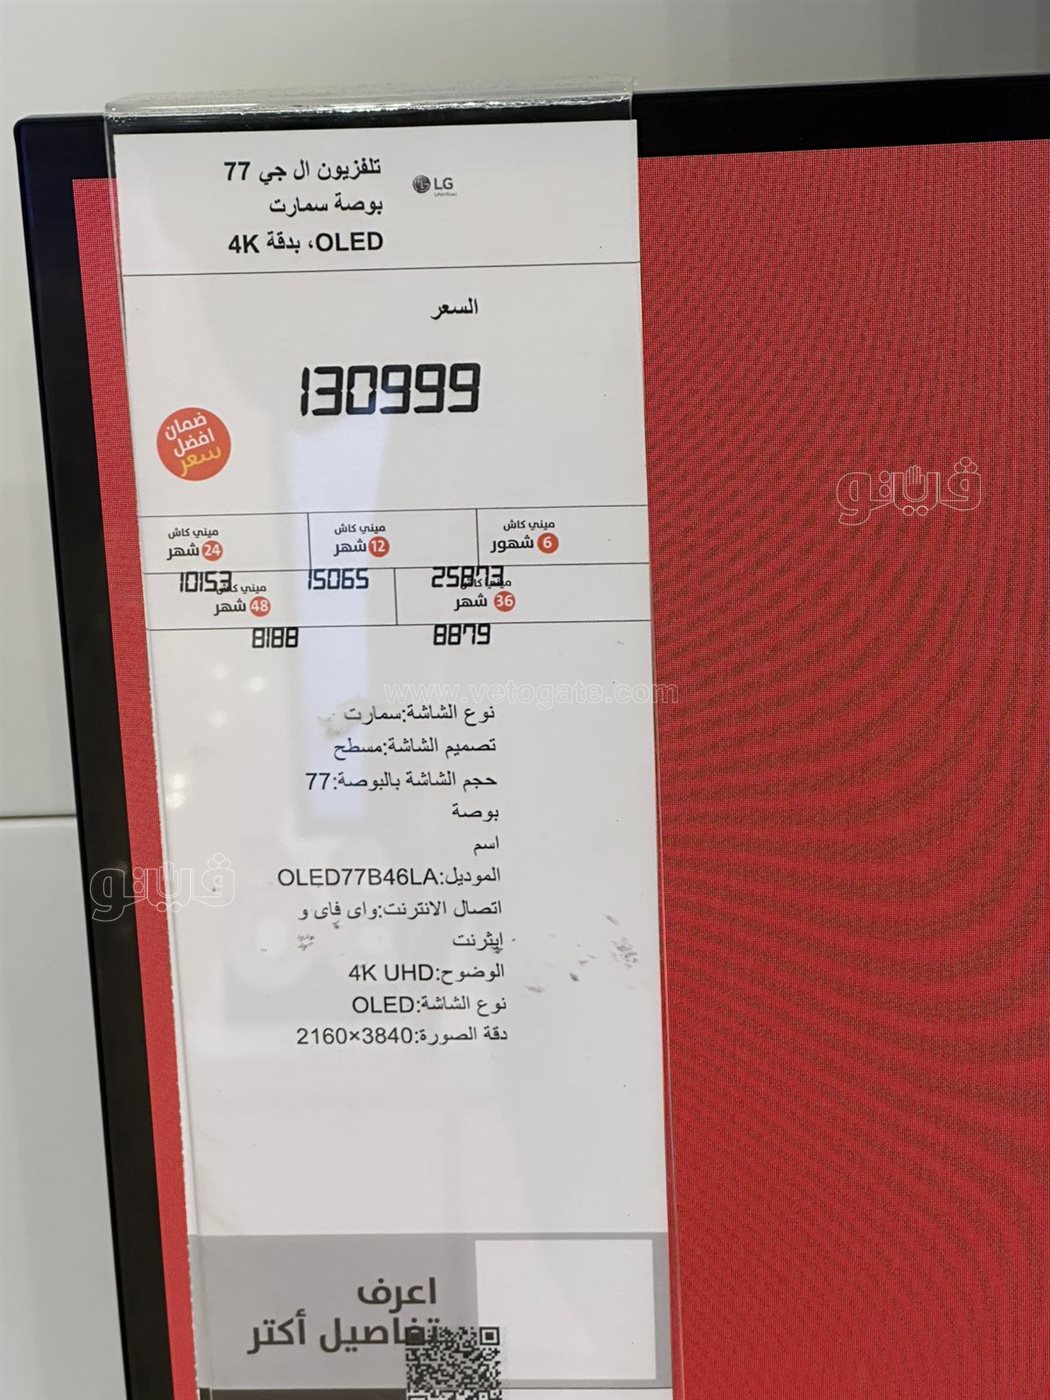 تلفزيون ال جي 77
بوصة سمارت
OLED، بدقة 4K
LG
السعر
130999
ضمان
افضل
سعر
ميني كاش
6 شهور
ميني كاش
12 شهر
ميني كاش
24 شهر
25873
15065
10153
ميني كاش
36 شهر
ميني كاش
48 شهر
8879
8188
فيتو
www.vetogate.com
نوع الشاشة:سمارت
تصميم الشاشة:مسطح
حجم الشاشة بالبوصة:77
بوصة
اسم
الموديل:OLED77B46LA
اتصال الانترنت:واى فاى و
إيثرنت
الوضوح:4K UHD
نوع الشاشة:OLED
دقة الصورة:3840×2160
فيتو
اعرف
تفاصيل أكتر